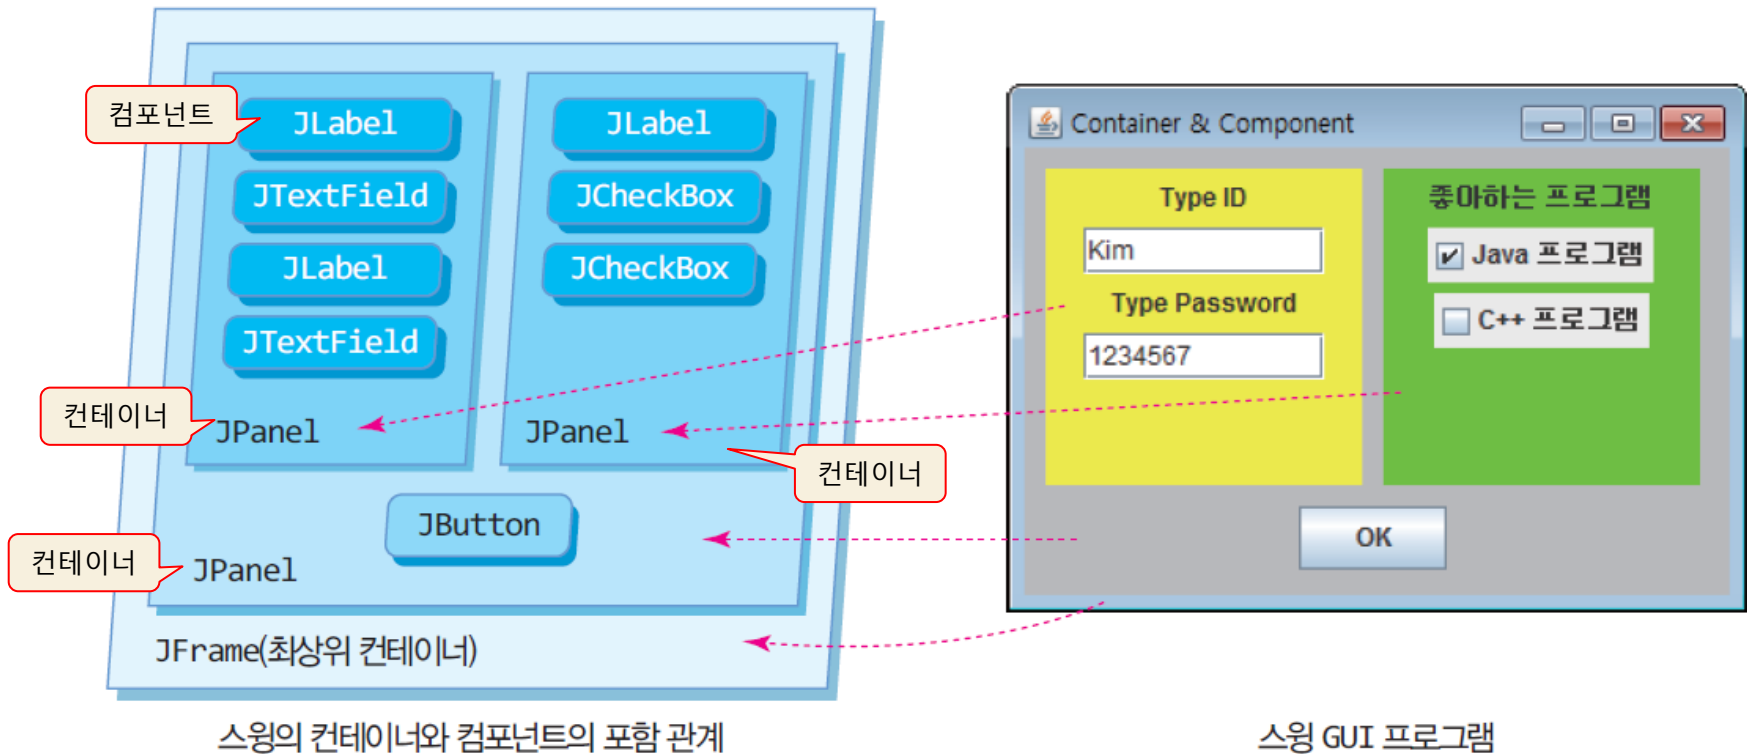 컴포넌트
JLabel
JTextField
JLabel
JTextField
컨테이너
JPanel
JLabel
JCheckBox
JCheckBox
JPanel
컨테이너
JButton
컨테이너
JPanel
JFrame(최상위 컨테이너)
스윙의 컨테이너와 컴포넌트의 포함 관계
Container & Component
Type ID
Kim
Type Password
1234567
좋아하는 프로그램
Java 프로그램
C++ 프로그램
OK
스윙 GUI 프로그램